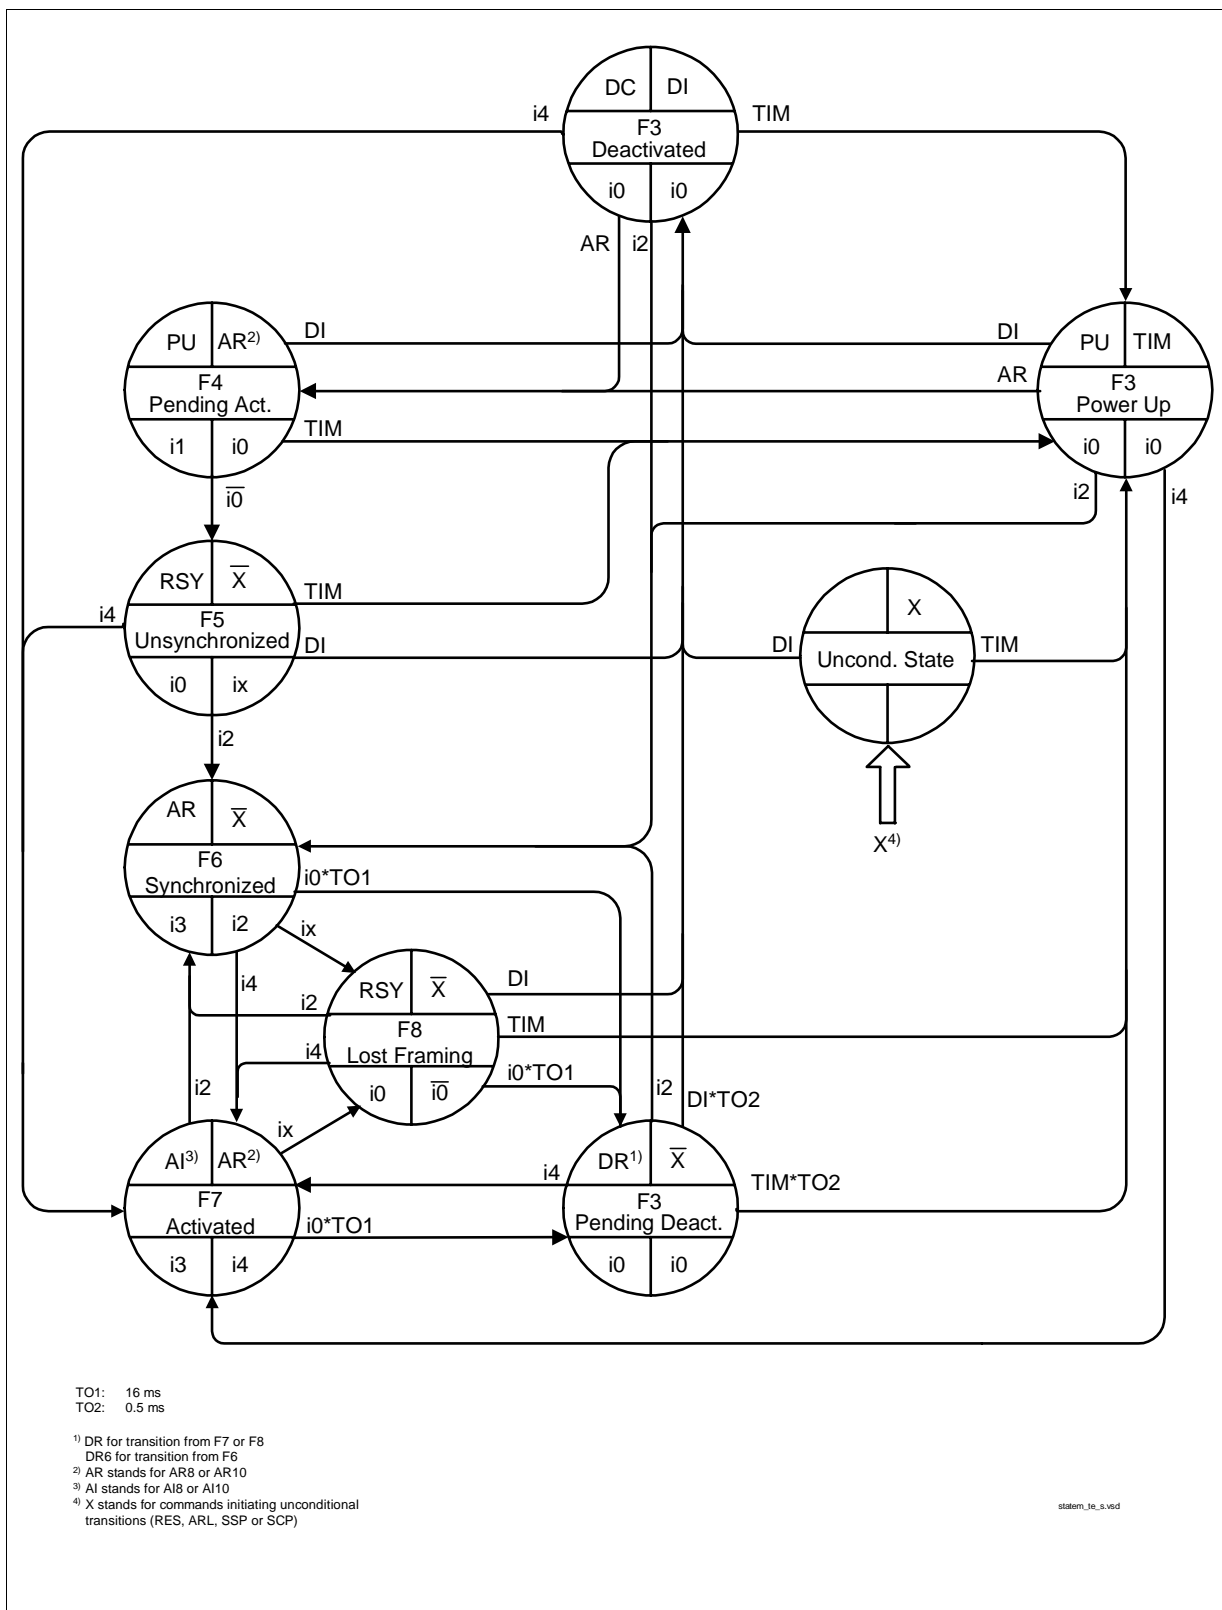 DC DI
i4
TIM
F3
Deactivated
i0 i0
AR i2
PU AR2)
DI
DI
PU TIM
F4
Pending Act.
AR
F3
Power Up
i1 i0
TIM
i0 i0
i̅0̅
i2
i4
RSY X̅
TIM
X
i4
F5
Unsynchronized
DI
DI
Uncond. State
TIM
i0 ix
i2
AR X̅
X4)
F6
Synchronized
i0*TO1
i3 i2
ix
i4
RSY X̅
DI
i2
F8
Lost Framing
TIM
i4
i0 i̅0̅
i0*TO1
i2
i2
DI*TO2
ix
AI3) AR2)
DR1) X̅
i4
TIM*TO2
F7
Activated
i0*TO1
F3
Pending Deact.
i3 i4
i0 i0
TO1: 16 ms
TO2: 0.5 ms
1) DR for transition from F7 or F8
DR6 for transition from F6
2) AR stands for AR8 or AR10
3) AI stands for AI8 or AI10
4) X stands for commands initiating unconditional
transitions (RES, ARL, SSP or SCP)
statem_te_s.vsd